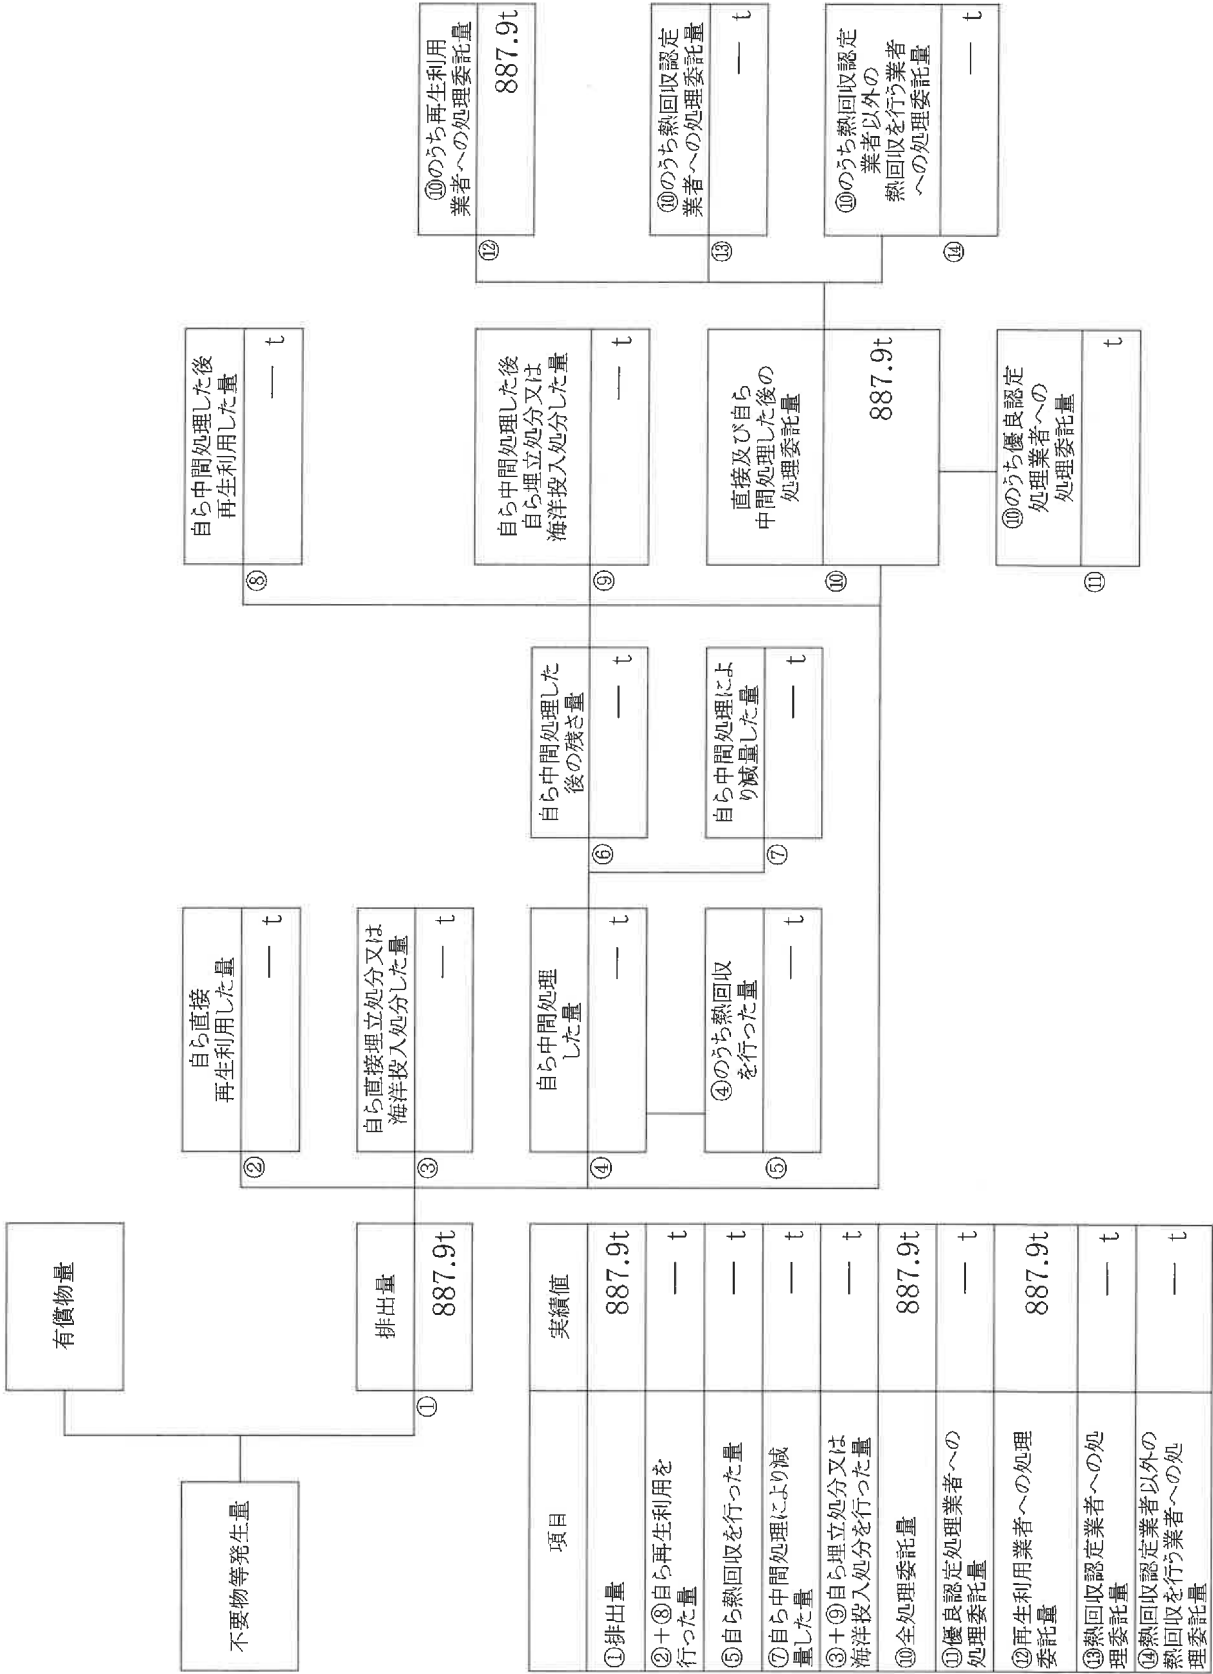 不要物等発生量
有償物量
①
排出量
887.9t
②
自ら直接
再生利用した量
― t
③
自ら直接埋立処分又は
海洋投入処分した量
― t
④
自ら中間処理
した量
― t
⑤
④のうち熱回収
を行った量
― t
⑥
自ら中間処理した
後の残さ量
― t
⑦
自ら中間処理によ
り減量した量
― t
⑧
自ら中間処理した後
再生利用した量
― t
⑨
自ら中間処理した後
自ら埋立処分又は
海洋投入処分した量
― t
⑩
直接及び自ら
中間処理した後の
処理委託量
887.9t
⑪
⑩のうち優良認定
処理業者への
処理委託量
t
⑫
⑩のうち再生利用
業者への処理委託量
887.9t
⑬
⑩のうち熱回収認定
業者への処理委託量
― t
⑭
⑩のうち熱回収認定
業者以外の
熱回収を行う業者
への処理委託量
― t
項目 実績値
①排出量 887.9t
②+⑧自ら再生利用を
行った量 ― t
⑤自ら熱回収を行った量 ― t
⑦自ら中間処理により減
量した量 ― t
③+⑨自ら埋立処分又は
海洋投入処分を行った量 ― t
⑩全処理委託量 887.9t
⑪優良認定処理業者への
処理委託量 ― t
⑫再生利用業者への処理
委託量 887.9t
⑬熱回収認定業者への処
理委託量 ― t
⑭熱回収認定業者以外の
熱回収を行う業者への処
理委託量 ― t